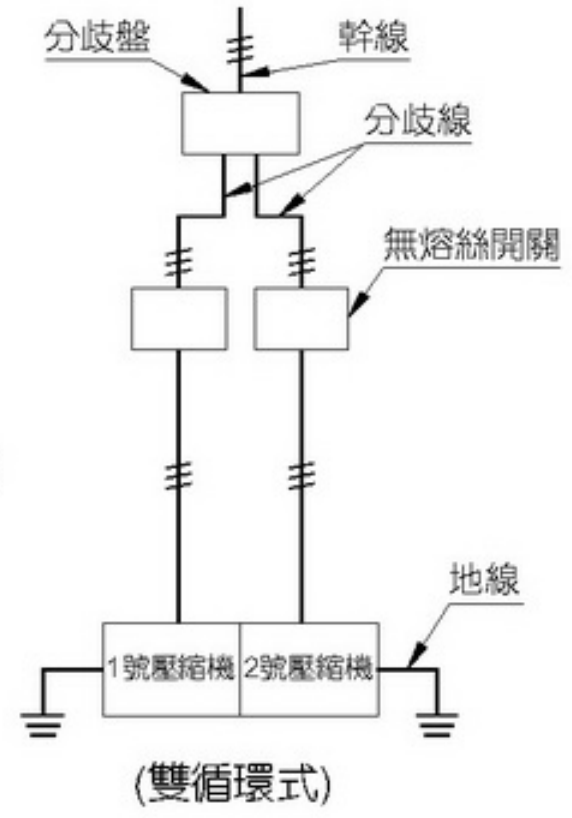 分歧盤
幹線
分歧線
無熔絲開關
地線
1號壓縮機
2號壓縮機
(雙循環式)